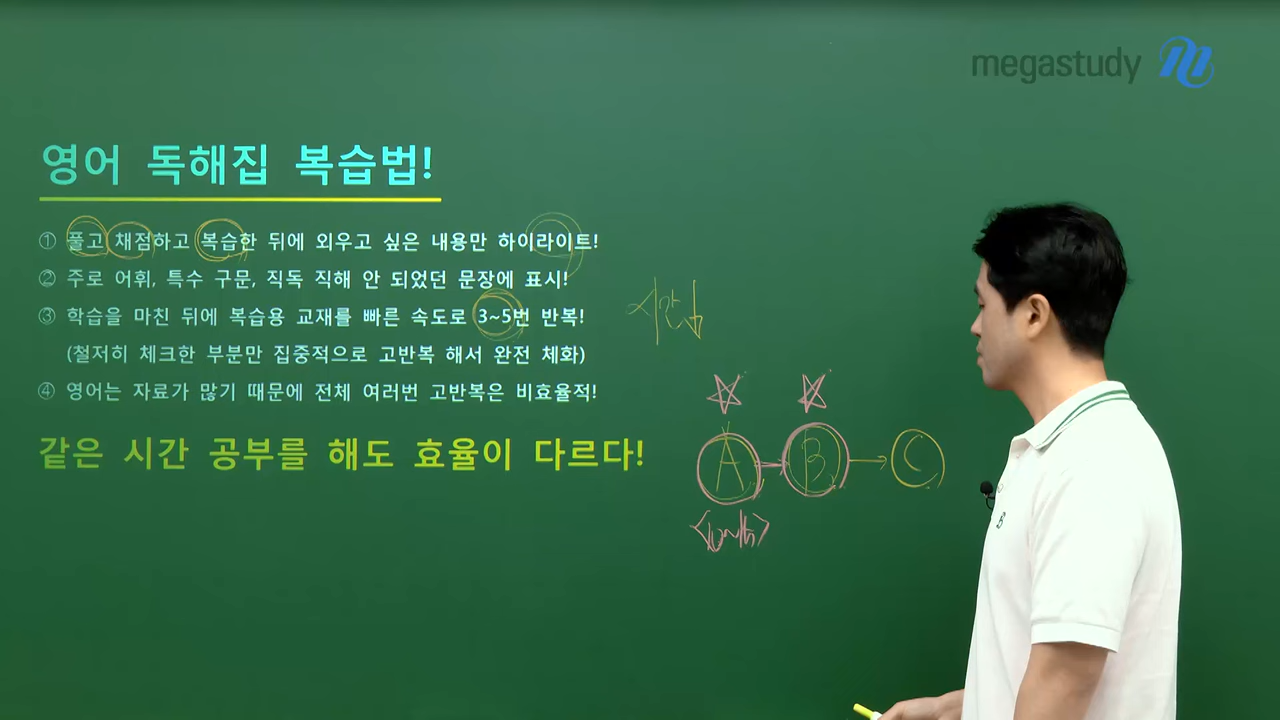 megastudy
영어 독해집 복습법!
① 풀고 채점하고 복습한 뒤에 외우고 싶은 내용만 하이라이트!
② 주로 어휘, 특수 구문, 직독 직해 안 되었던 문장에 표시!
③ 학습을 마친 뒤에 복습용 교재를 빠른 속도로 3~5번 반복!
(철저히 체크한 부분만 집중적으로 고반복 해서 완전 체화)
④ 영어는 자료가 많기 때문에 전체 여러번 고반복은 비효율적!
시간↓
같은 시간 공부를 해도 효율이 다르다!
A → B → C
B